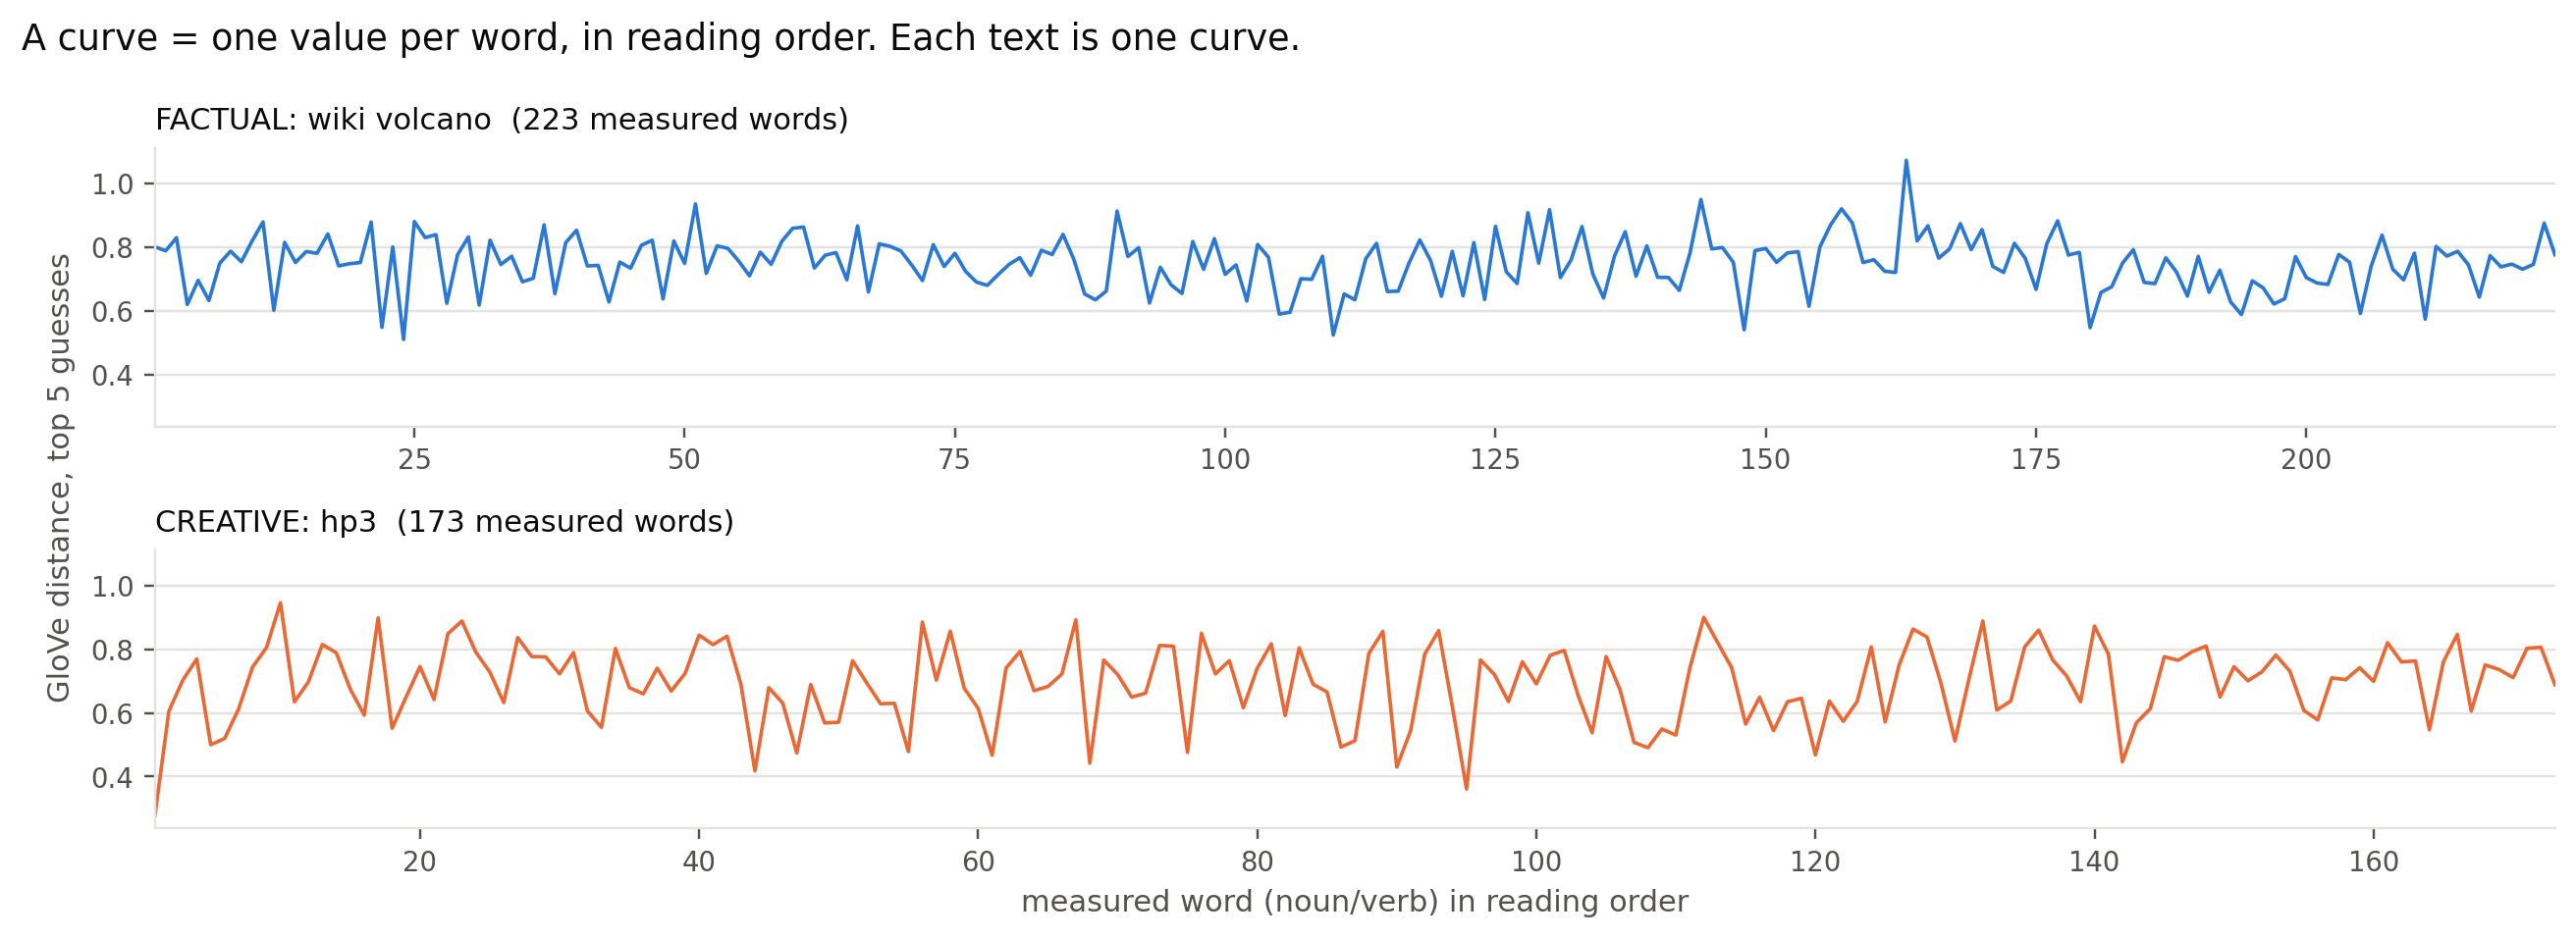 A curve = one value per word, in reading order. Each text is one curve.
FACTUAL: wiki volcano (223 measured words)
1.0
0.8
0.6
0.4
25 50 75 100 125 150 175 200
GloVe distance, top 5 guesses
CREATIVE: hp3 (173 measured words)
1.0
0.8
0.6
0.4
20 40 60 80 100 120 140 160
measured word (noun/verb) in reading order